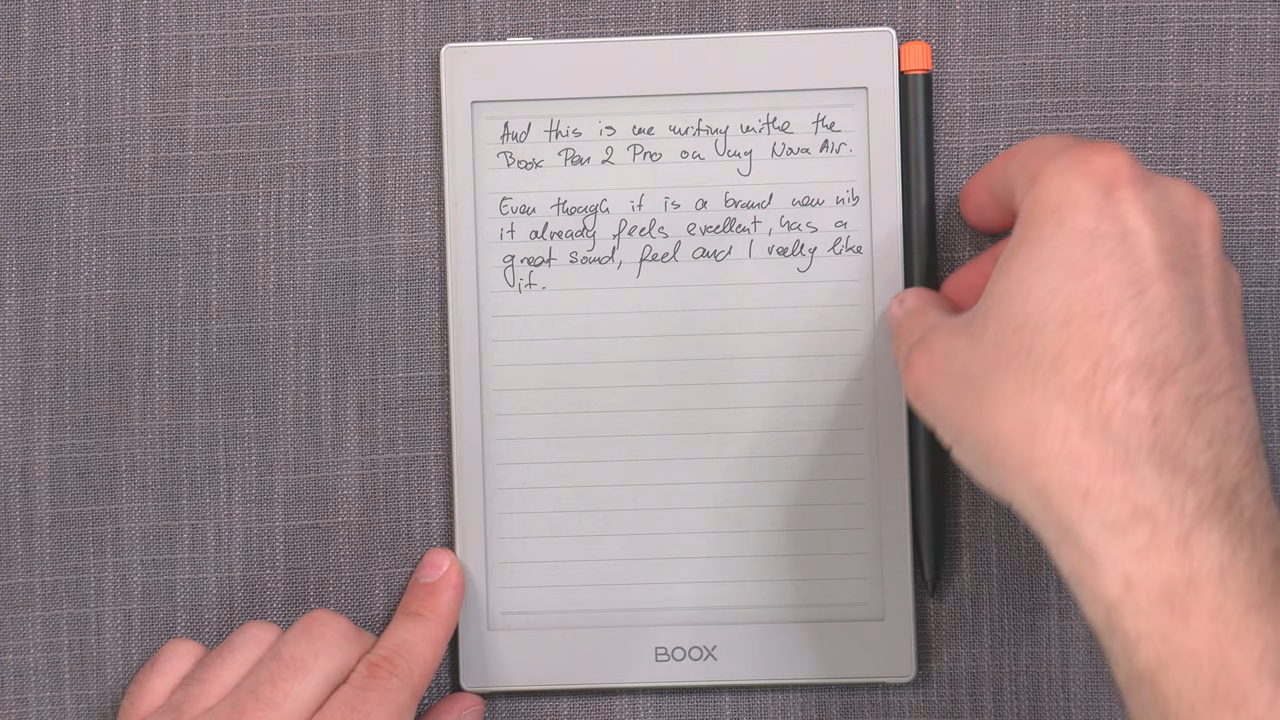 And this is me writing withe the
Boox Pen 2 Pro on my Nova Air.
Even though it is a brand new nib
it already feels excellent, has a
great sound, feel and I really like
it.
BOOX